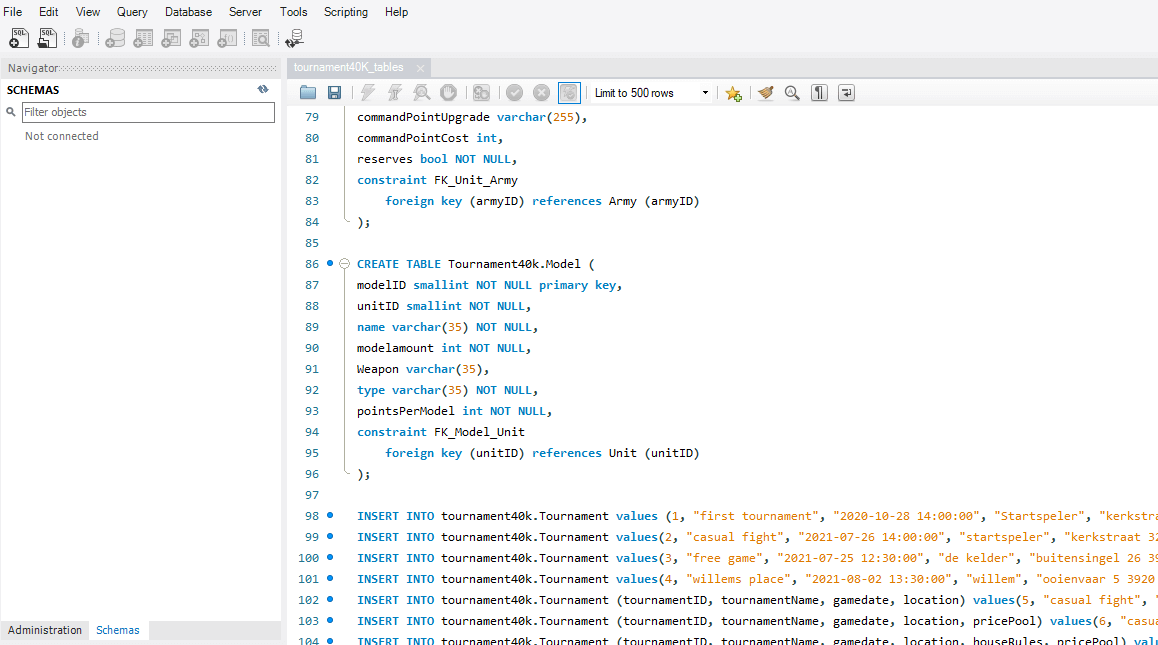 File Edit View Query Database Server Tools Scripting Help
Navigator
tournament40K_tables
SCHEMAS
Limit to 500 rows
Filter objects
Not connected
79 commandPointUpgrade varchar(255),
80 commandPointCost int,
81 reserves bool NOT NULL,
82 constraint FK_Unit_Army
83 foreign key (armyID) references Army (armyID)
84 );
85
86 CREATE TABLE Tournament40k.Model (
87 modelID smallint NOT NULL primary key,
88 unitID smallint NOT NULL,
89 name varchar(35) NOT NULL,
90 modelamount int NOT NULL,
91 Weapon varchar(35),
92 type varchar(35) NOT NULL,
93 pointsPerModel int NOT NULL,
94 constraint FK_Model_Unit
95 foreign key (unitID) references Unit (unitID)
96 );
97
98 INSERT INTO tournament40k.Tournament values (1, "first tournament", "2020-10-28 14:00:00", "Startspeler", "kerkstra
99 INSERT INTO tournament40k.Tournament values(2, "casual fight", "2021-07-26 14:00:00", "startspeler", "kerkstraat 32
100 INSERT INTO tournament40k.Tournament values(3, "free game", "2021-07-25 12:30:00", "de kelder", "buitensingel 26 39
101 INSERT INTO tournament40k.Tournament values(4, "willems place", "2021-08-02 13:30:00", "willem", "ooienvaar 5 3920
102 INSERT INTO tournament40k.Tournament (tournamentID, tournamentName, gamedate, location) values(5, "casual fight", "
103 INSERT INTO tournament40k.Tournament (tournamentID, tournamentName, gamedate, location, pricePool) values(6, "casua
104 INSERT INTO tournament40k.Tournament (tournamentID, tournamentName, gamedate, location, houseRules, pricePool) valu
Administration Schemas